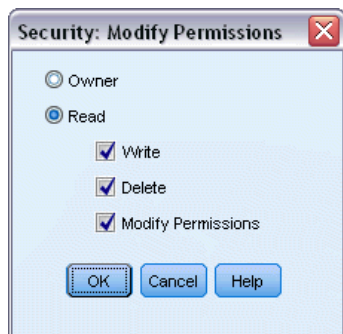 Security: Modify Permissions
Owner
Read
Write
Delete
Modify Permissions
OK Cancel Help